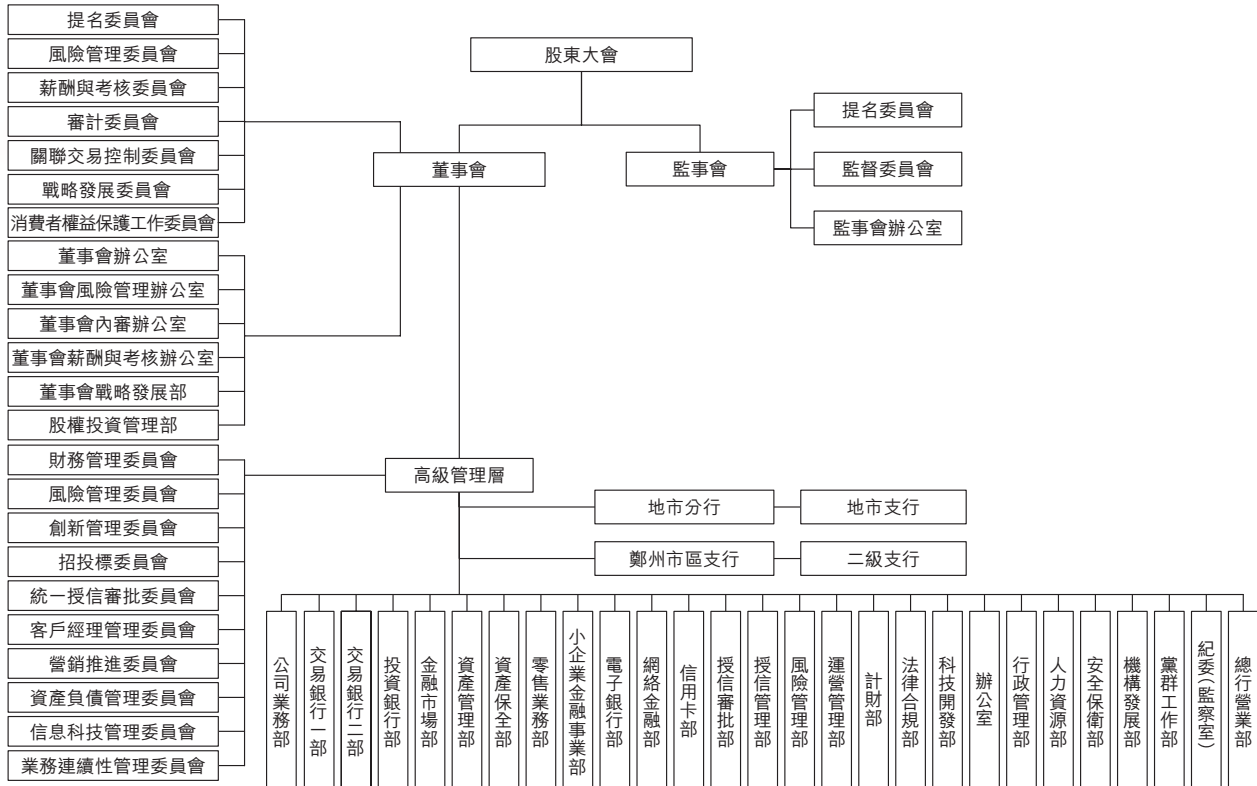 提名委員會
風險管理委員會
薪酬與考核委員會
審計委員會
關聯交易控制委員會
戰略發展委員會
消費者權益保護工作委員會
董事會辦公室
董事會風險管理辦公室
董事會內審辦公室
董事會薪酬與考核辦公室
董事會戰略發展部
股權投資管理部
財務管理委員會
風險管理委員會
創新管理委員會
招投標委員會
統一授信審批委員會
客戶經理管理委員會
營銷推進委員會
資產負債管理委員會
信息科技管理委員會
業務連續性管理委員會
股東大會
董事會
監事會
提名委員會
監督委員會
監事會辦公室
高級管理層
地市分行
地市支行
鄭州市區支行
二級支行
公司業務部
交易銀行一部
交易銀行二部
投資銀行部
金融市場部
資產管理部
資產保全部
零售業務部
小企業金融事業部
電子銀行部
網絡金融部
信用卡部
授信審批部
授信管理部
風險管理部
運營管理部
計財部
法律合規部
科技開發部
辦公室
行政管理部
人力資源部
安全保衛部
機構發展部
黨群工作部
紀委（監察室）
總行營業部